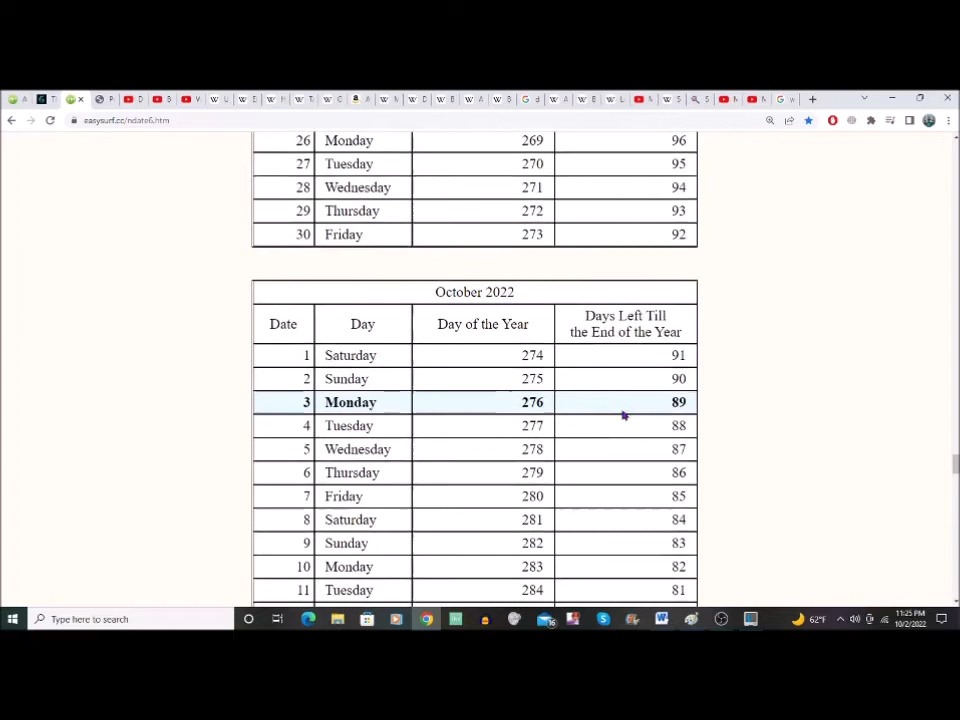 easysurf.cc/ndate6.htm
26 Monday 269 96
27 Tuesday 270 95
28 Wednesday 271 94
29 Thursday 272 93
30 Friday 273 92
October 2022
Date Day Day of the Year Days Left Till
the End of the Year
1 Saturday 274 91
2 Sunday 275 90
3 Monday 276 89
4 Tuesday 277 88
5 Wednesday 278 87
6 Thursday 279 86
7 Friday 280 85
8 Saturday 281 84
9 Sunday 282 83
10 Monday 283 82
11 Tuesday 284 81
Type here to search 62°F 11:25 PM
10/2/2022